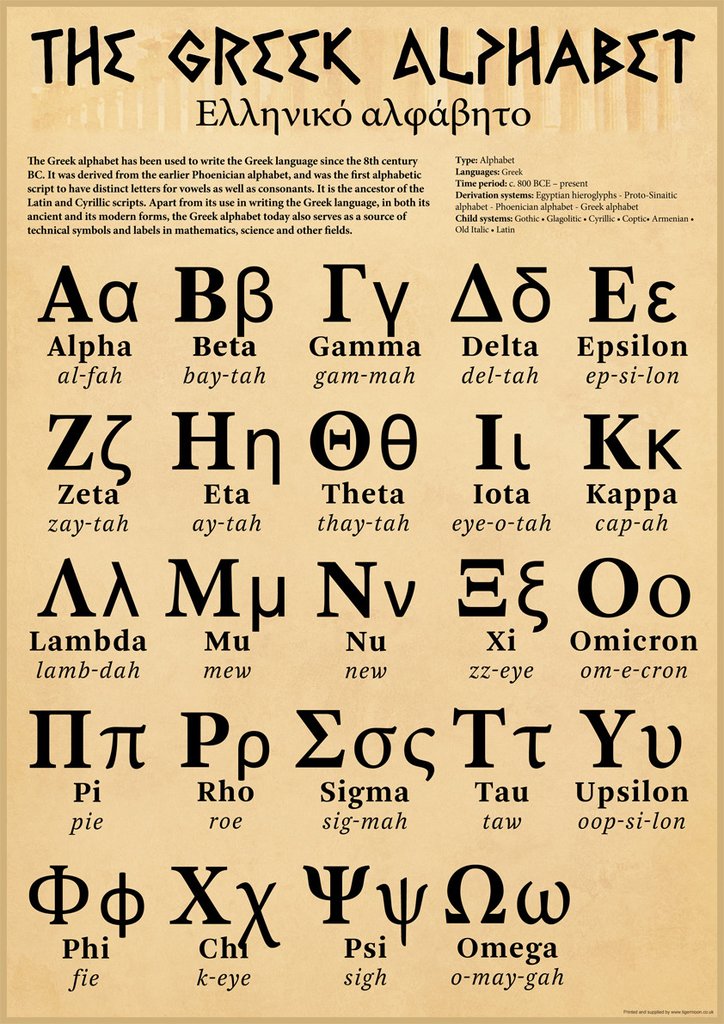 THE GREEK ALPHABET
Ελληνικό αλφάβητο
The Greek alphabet has been used to write the Greek language since the 8th century
BC. It was derived from the earlier Phoenician alphabet, and was the first alphabetic
script to have distinct letters for vowels as well as consonants. It is the ancestor of the
Latin and Cyrillic scripts. Apart from its use in writing the Greek language, in both its
ancient and its modern forms, the Greek alphabet today also serves as a source of
technical symbols and labels in mathematics, science and other fields.
Type: Alphabet
Languages: Greek
Time period: c. 800 BCE – present
Derivation systems: Egyptian hieroglyphs - Proto-Sinaitic
alphabet - Phoenician alphabet - Greek alphabet
Child systems: Gothic • Glagolitic • Cyrillic • Coptic• Armenian •
Old Italic • Latin
Αα Ββ Γγ Δδ Εε
Alpha Beta Gamma Delta Epsilon
al-fah bay-tah gam-mah del-tah ep-si-lon
Ζζ Ηη Θθ Ιι Κκ
Zeta Eta Theta Iota Kappa
zay-tah ay-tah thay-tah eye-o-tah cap-ah
Λλ Μμ Νν Ξξ Οο
Lambda Mu Nu Xi Omicron
lamb-dah mew new zz-eye om-e-cron
Ππ Ρρ Σσς Ττ Υυ
Pi Rho Sigma Tau Upsilon
pie roe sig-mah taw oop-si-lon
Φφ Χχ Ψψ Ωω
Phi Chi Psi Omega
fie k-eye sigh o-may-gah
Printed and supplied by www.tigermoon.co.uk